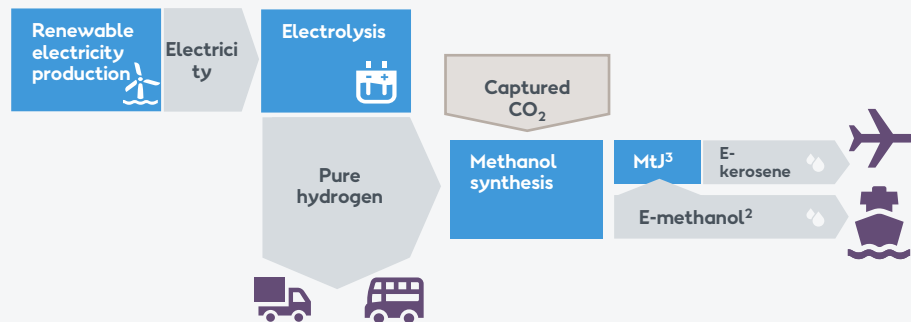 Renewable
electricity
production
Electrici
ty
Electrolysis
Captured
CO₂
Pure
hydrogen
Methanol
synthesis
MtJ³
E-
kerosene
E-methanol²